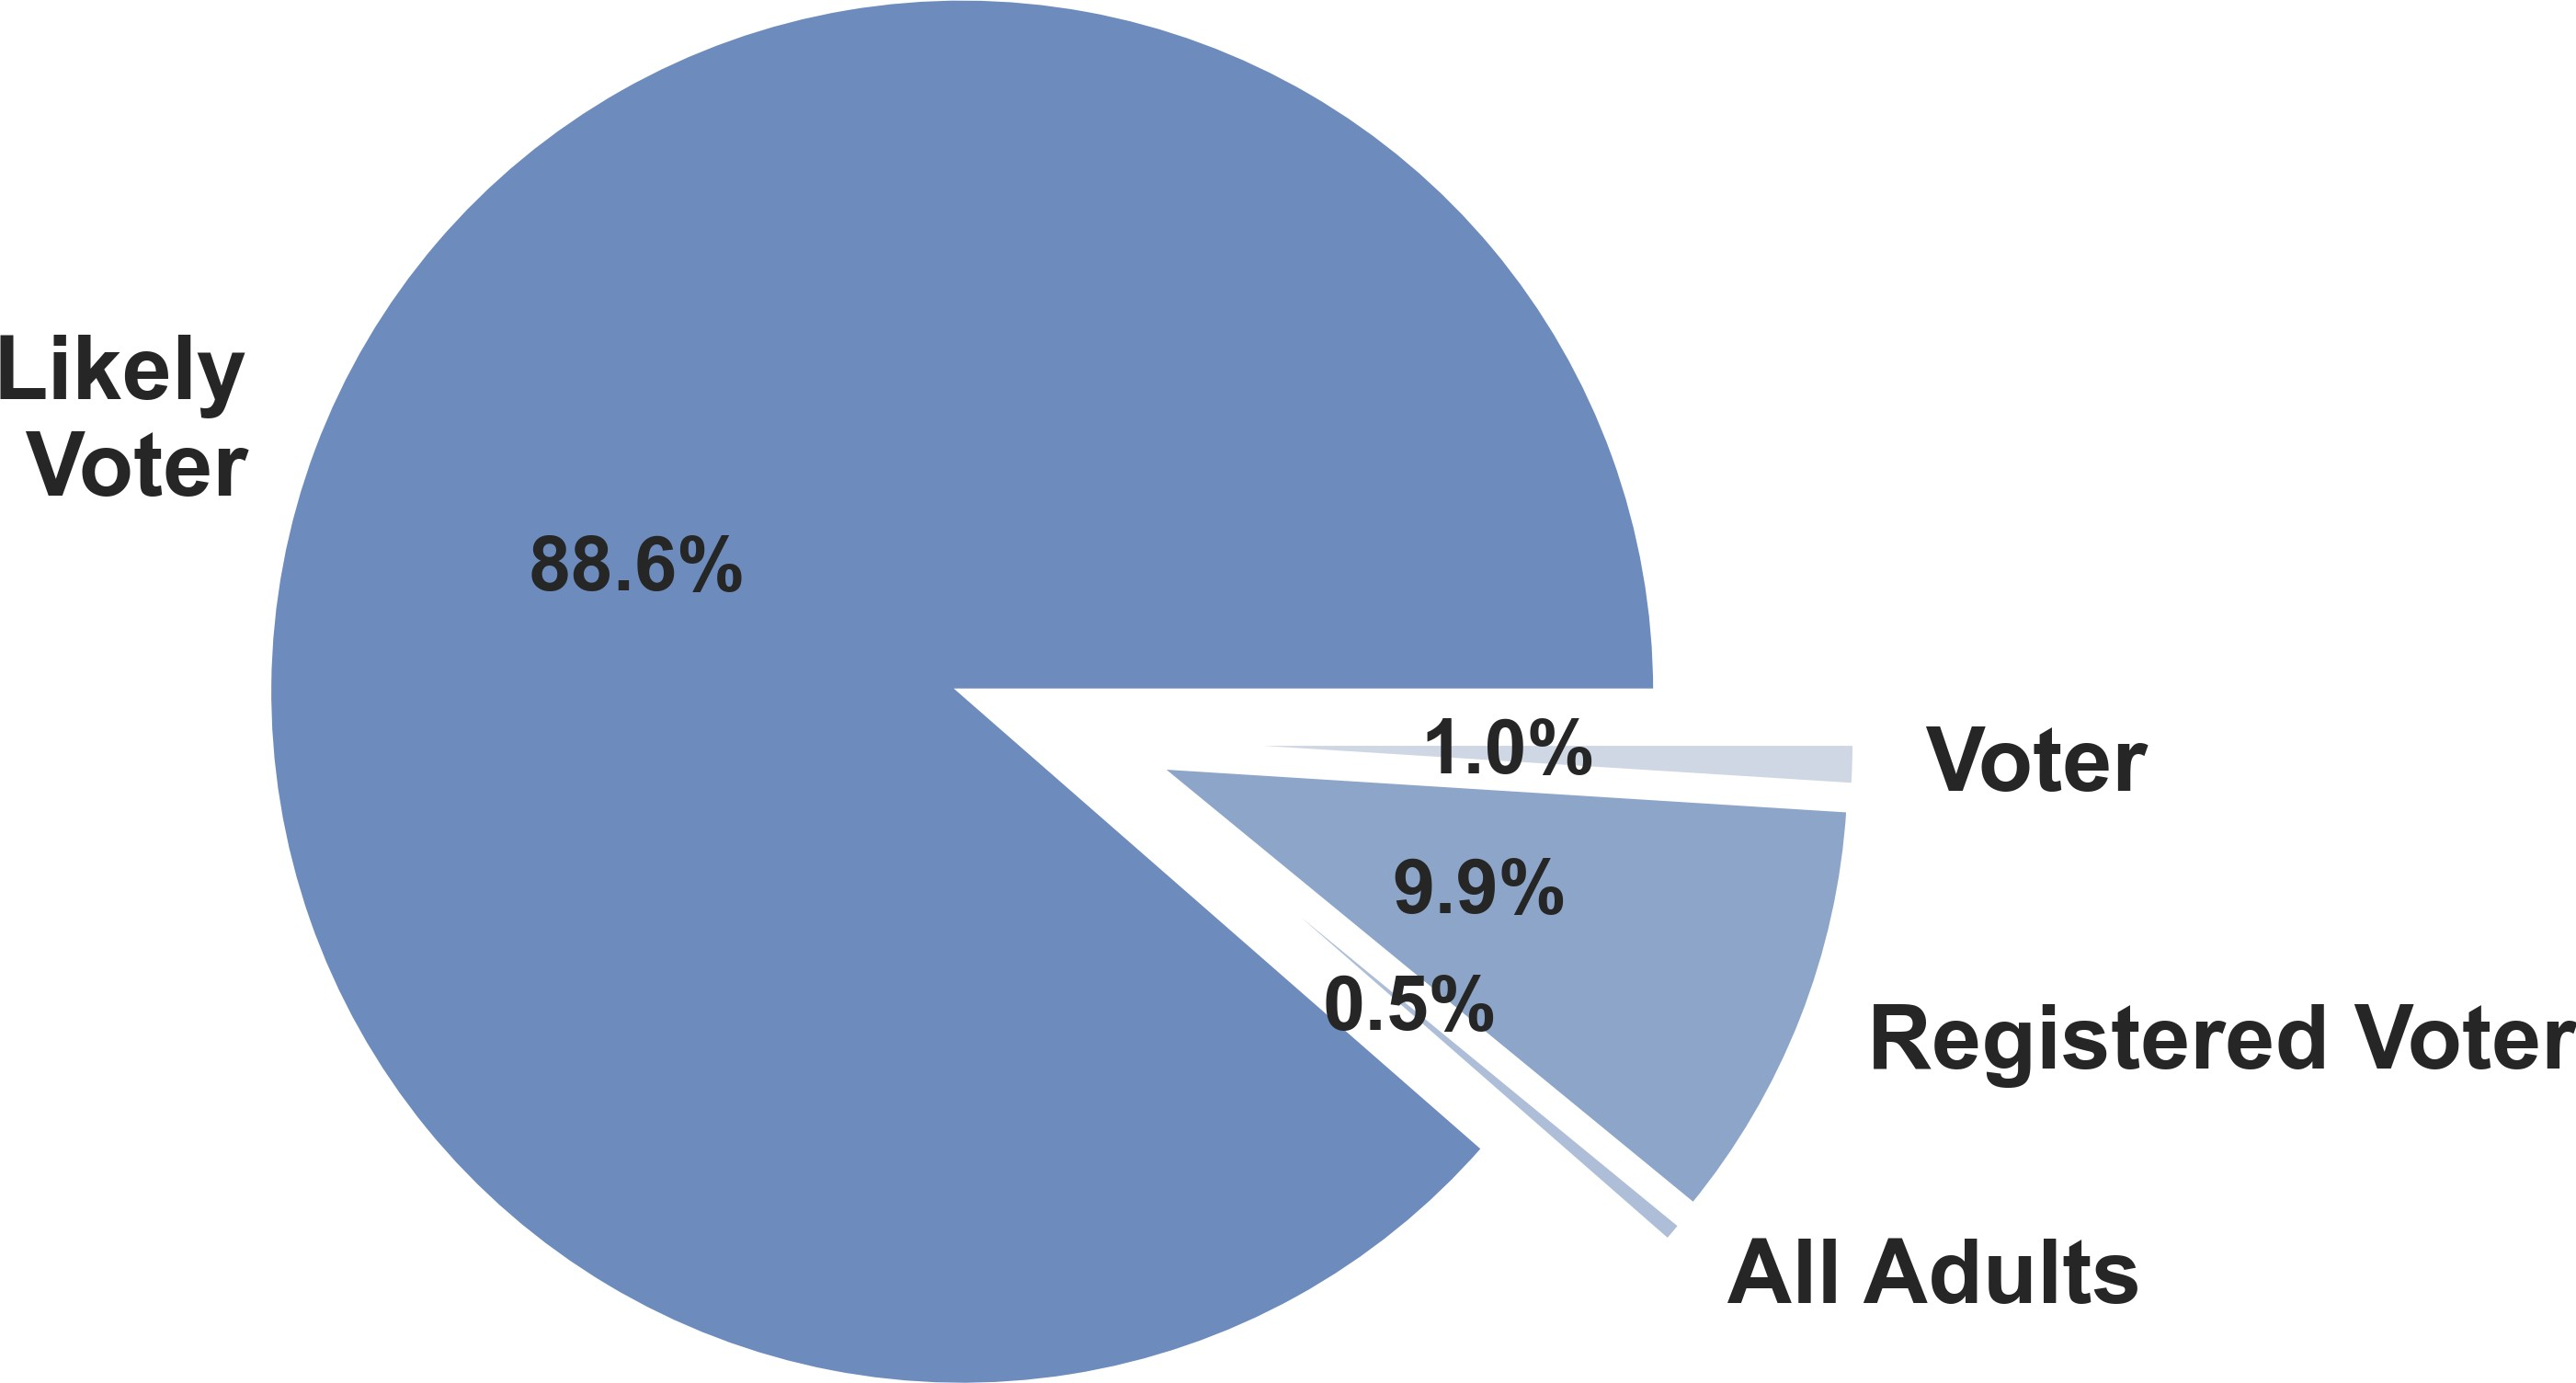 Likely
Voter
88.6%
1.0%
Voter
9.9%
Registered Voter
0.5%
All Adults